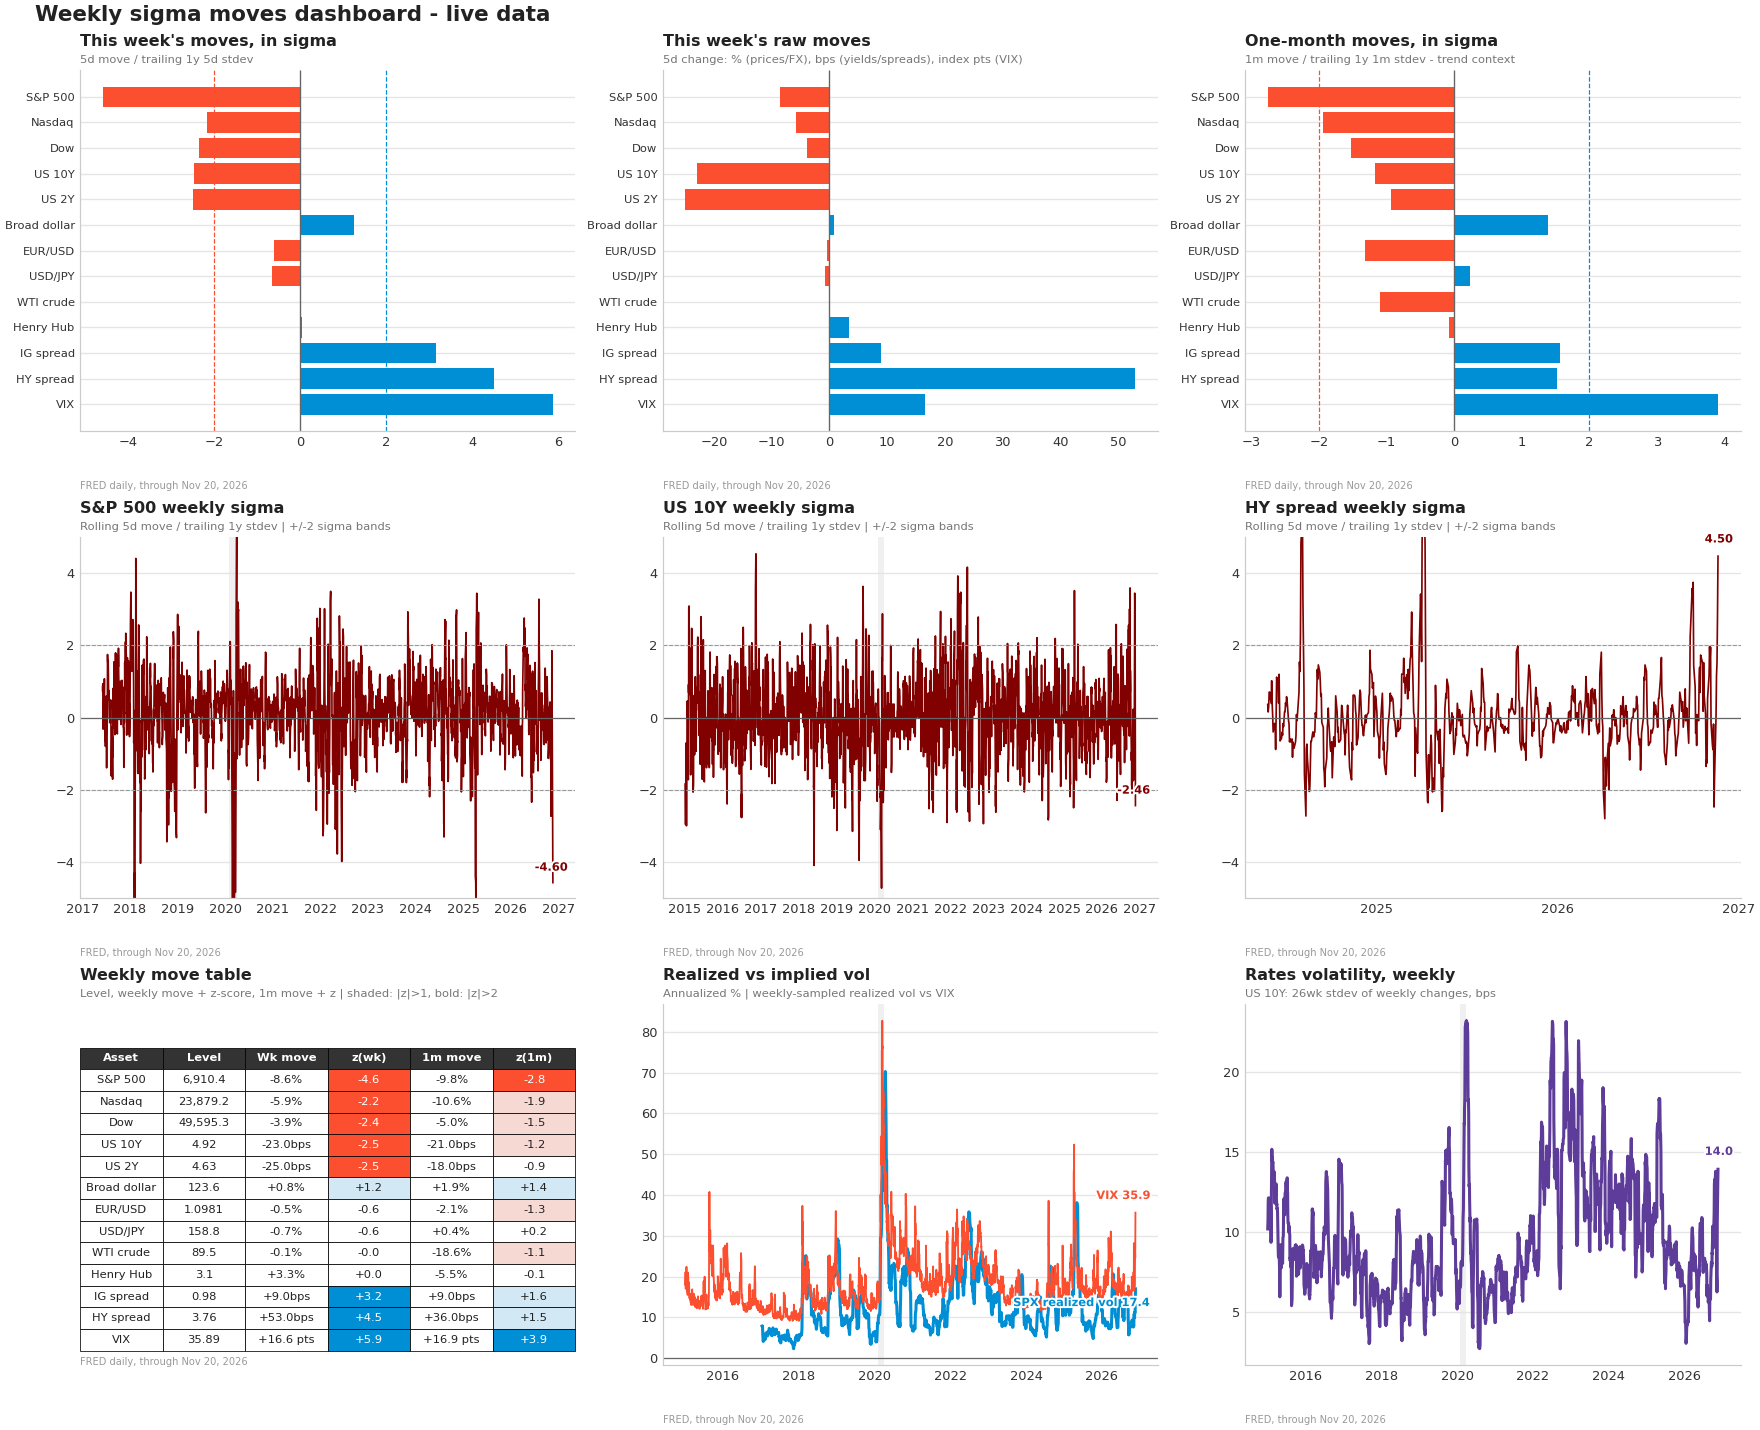 Weekly sigma moves dashboard - live data
This week's moves, in sigma
5d move / trailing 1y 5d stdev
S&P 500
Nasdaq
Dow
US 10Y
US 2Y
Broad dollar
EUR/USD
USD/JPY
WTI crude
Henry Hub
IG spread
HY spread
VIX
−4 −2 0 2 4 6
FRED daily, through Nov 20, 2026
This week's raw moves
5d change: % (prices/FX), bps (yields/spreads), index pts (VIX)
S&P 500
Nasdaq
Dow
US 10Y
US 2Y
Broad dollar
EUR/USD
USD/JPY
WTI crude
Henry Hub
IG spread
HY spread
VIX
−20 −10 0 10 20 30 40 50
FRED daily, through Nov 20, 2026
One-month moves, in sigma
1m move / trailing 1y 1m stdev - trend context
S&P 500
Nasdaq
Dow
US 10Y
US 2Y
Broad dollar
EUR/USD
USD/JPY
WTI crude
Henry Hub
IG spread
HY spread
VIX
−3 −2 −1 0 1 2 3 4
FRED daily, through Nov 20, 2026
S&P 500 weekly sigma
Rolling 5d move / trailing 1y stdev | +/-2 sigma bands
4
2
0
−2
−4
-4.60
2017 2018 2019 2020 2021 2022 2023 2024 2025 2026 2027
FRED, through Nov 20, 2026
US 10Y weekly sigma
Rolling 5d move / trailing 1y stdev | +/-2 sigma bands
4
2
0
−2
-2.46
−4
2015 2016 2017 2018 2019 2020 2021 2022 2023 2024 2025 2026 2027
FRED, through Nov 20, 2026
HY spread weekly sigma
Rolling 5d move / trailing 1y stdev | +/-2 sigma bands
4.50
4
2
0
−2
−4
2025 2026 2027
FRED, through Nov 20, 2026
Weekly move table
Level, weekly move + z-score, 1m move + z | shaded: |z|>1, bold: |z|>2
Asset Level Wk move z(wk) 1m move z(1m)
S&P 500 6,910.4 -8.6% -4.6 -9.8% -2.8
Nasdaq 23,879.2 -5.9% -2.2 -10.6% -1.9
Dow 49,595.3 -3.9% -2.4 -5.0% -1.5
US 10Y 4.92 -23.0bps -2.5 -21.0bps -1.2
US 2Y 4.63 -25.0bps -2.5 -18.0bps -0.9
Broad dollar 123.6 +0.8% +1.2 +1.9% +1.4
EUR/USD 1.0981 -0.5% -0.6 -2.1% -1.3
USD/JPY 158.8 -0.7% -0.6 +0.4% +0.2
WTI crude 89.5 -0.1% -0.0 -18.6% -1.1
Henry Hub 3.1 +3.3% +0.0 -5.5% -0.1
IG spread 0.98 +9.0bps +3.2 +9.0bps +1.6
HY spread 3.76 +53.0bps +4.5 +36.0bps +1.5
VIX 35.89 +16.6 pts +5.9 +16.9 pts +3.9
FRED daily, through Nov 20, 2026
Realized vs implied vol
Annualized % | weekly-sampled realized vol vs VIX
80
70
60
50
40
30
20
10
0
VIX 35.9
SPX realized vol 17.4
2016 2018 2020 2022 2024 2026
FRED, through Nov 20, 2026
Rates volatility, weekly
US 10Y: 26wk stdev of weekly changes, bps
20
15
10
5
14.0
2016 2018 2020 2022 2024 2026
FRED, through Nov 20, 2026